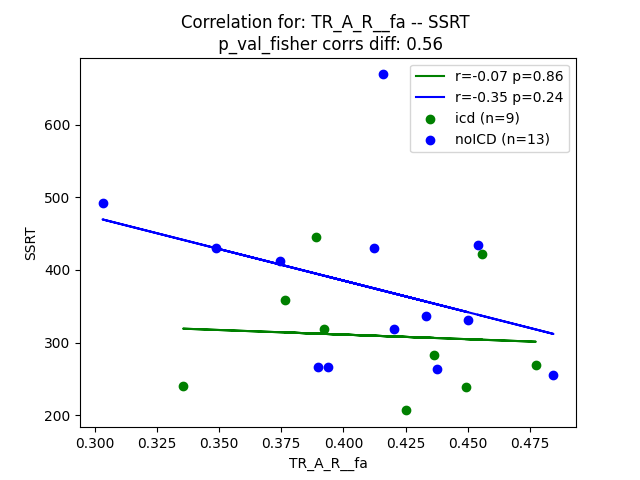 Correlation for: TR_A_R__fa -- SSRT
p_val_fisher corrs diff: 0.56
r=-0.07 p=0.86
r=-0.35 p=0.24
icd (n=9)
noICD (n=13)
600
500
400
300
200
SSRT
0.300 0.325 0.350 0.375 0.400 0.425 0.450 0.475
TR_A_R__fa